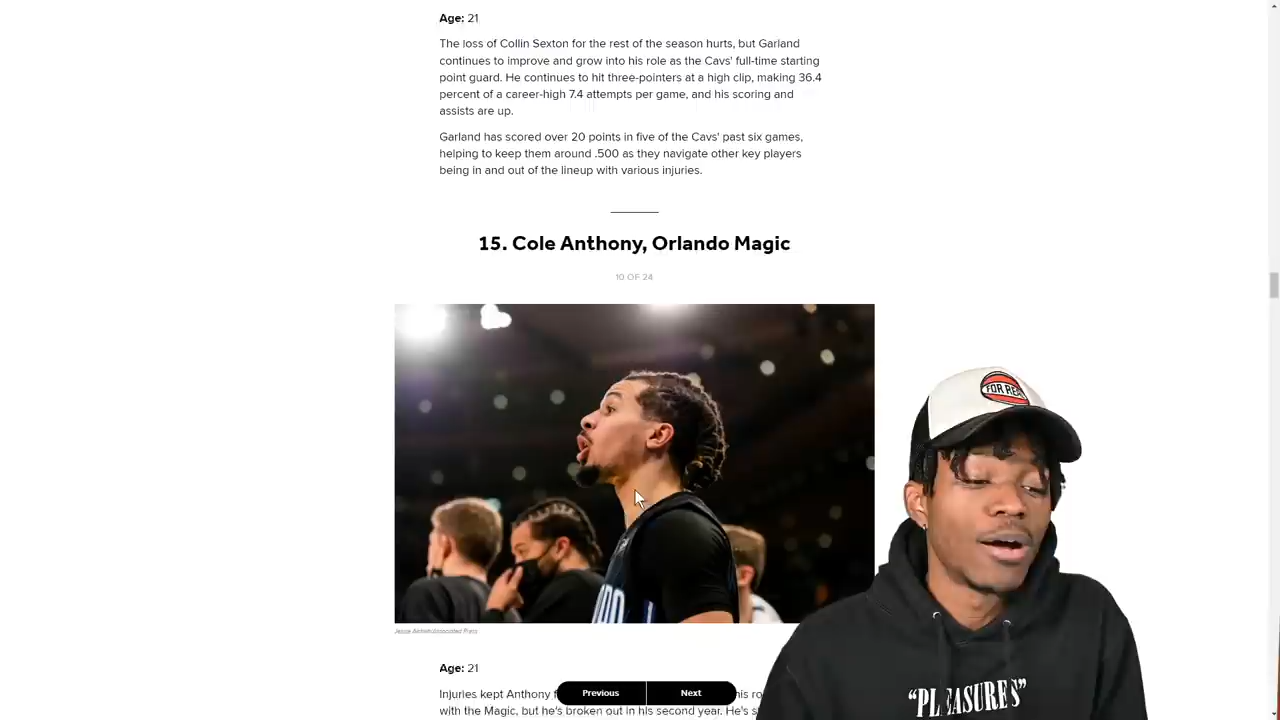 Age: 21
The loss of Collin Sexton for the rest of the season hurts, but Garland
continues to improve and grow into his role as the Cavs' full-time starting
point guard. He continues to hit three-pointers at a high clip, making 36.4
percent of a career-high 7.4 attempts per game, and his scoring and
assists are up.
Garland has scored over 20 points in five of the Cavs' past six games,
helping to keep them around .500 as they navigate other key players
being in and out of the lineup with various injuries.
15. Cole Anthony, Orlando Magic
10 OF 24
FOR REAL
Age: 21
Previous
Next
Injuries kept Anthony
with the Magic, but he's broken out in his second year. He's
"PLEASURES"